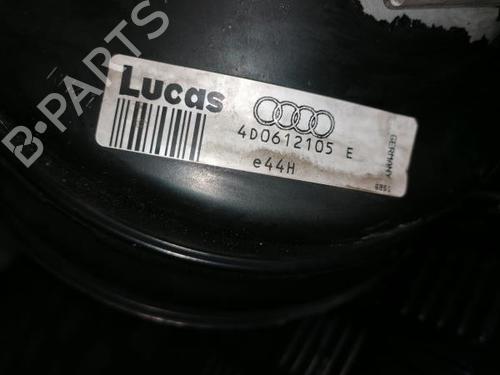 Lucas
4D0612105 E
e44H
GERMANY
B-PARTS